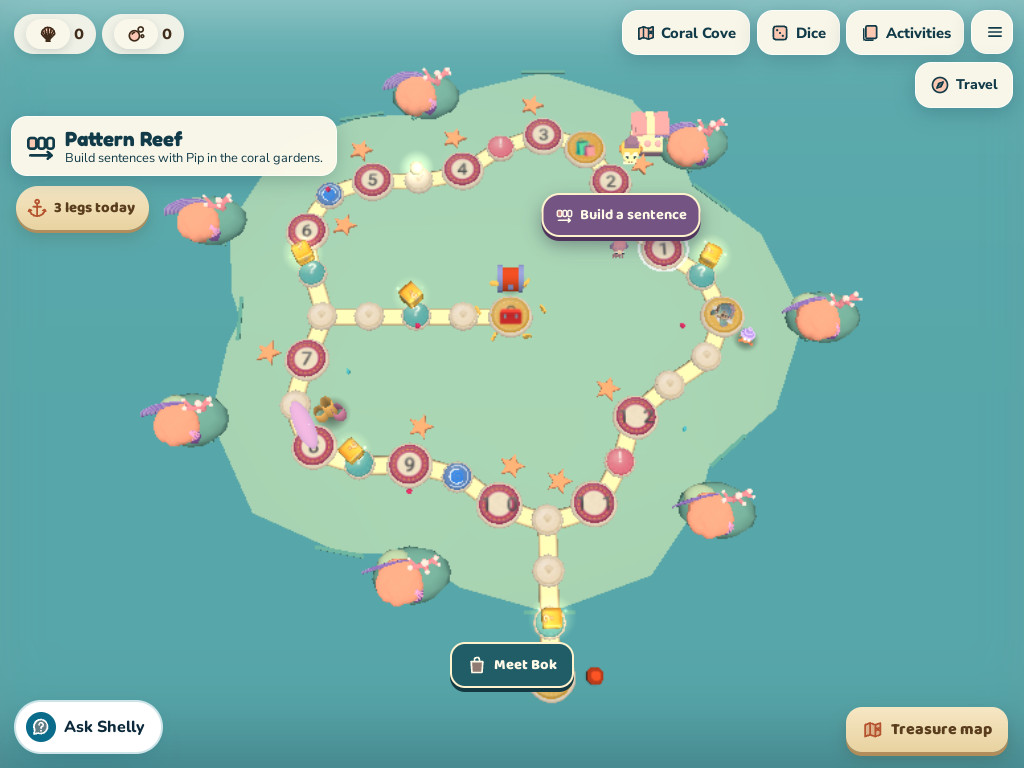 0
0
Coral Cove
Dice
Activities
Travel
Pattern Reef
Build sentences with Pip in the coral gardens.
3 legs today
3
!
4
5
2
Build a sentence
6
1
?
?
?
7
!
9
Meet Bok
Ask Shelly
Treasure map